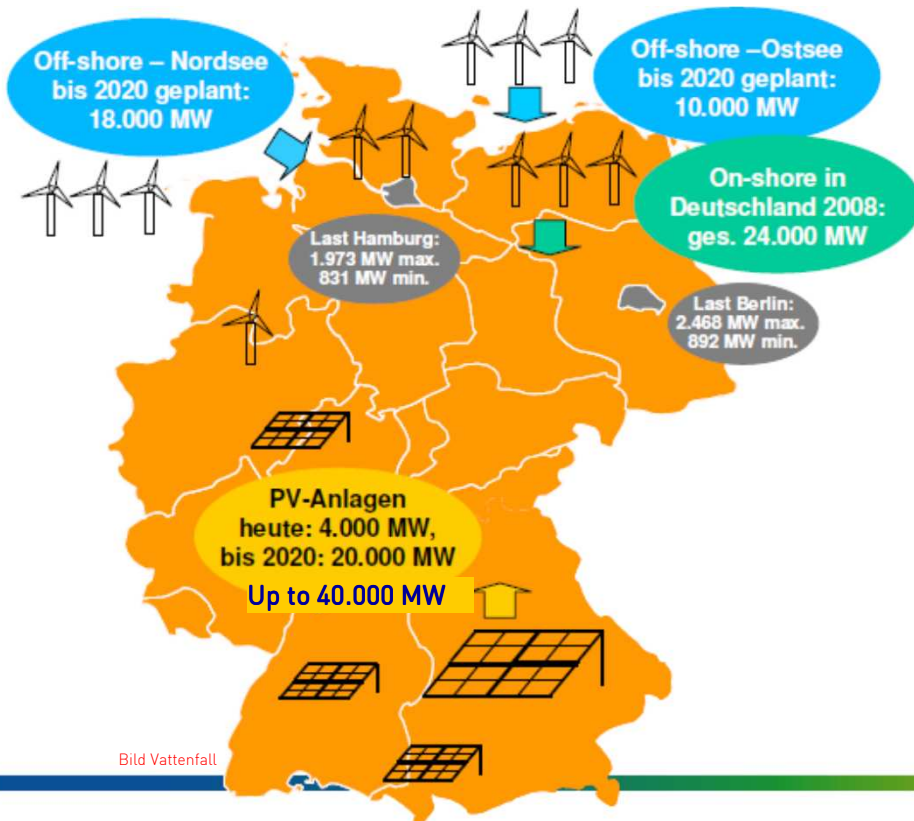 Off-shore – Nordsee
bis 2020 geplant:
18.000 MW
Off-shore –Ostsee
bis 2020 geplant:
10.000 MW
On-shore in
Deutschland 2008:
ges. 24.000 MW
Last Hamburg:
1.973 MW max.
831 MW min.
Last Berlin:
2.468 MW max.
892 MW min.
PV-Anlagen
heute: 4.000 MW,
bis 2020: 20.000 MW
Up to 40.000 MW
Bild Vattenfall